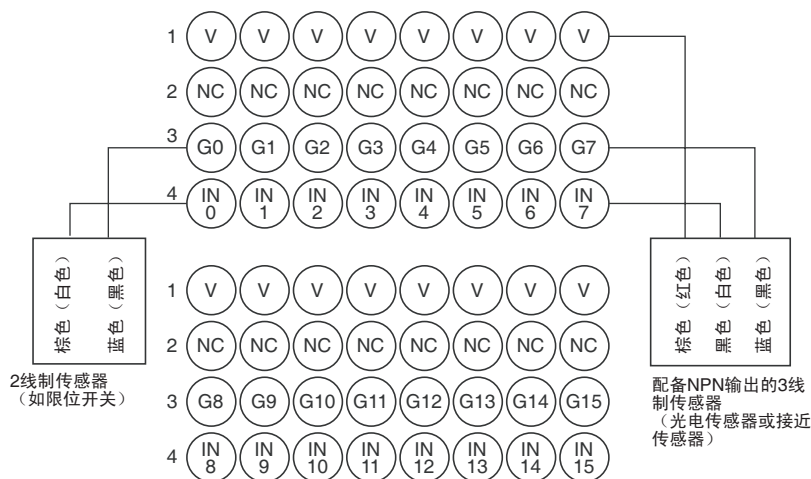 1 V V V V V V V V
2 NC NC NC NC NC NC NC NC
3 G0 G1 G2 G3 G4 G5 G6 G7
4 IN 0 IN 1 IN 2 IN 3 IN 4 IN 5 IN 6 IN 7
棕色（白色）
蓝色（黑色）
2线制传感器
（如限位开关）
棕色（红色）
黑色（白色）
蓝色（黑色）
配备NPN输出的3线
制传感器
（光电传感器或接近
传感器）
1 V V V V V V V V
2 NC NC NC NC NC NC NC NC
3 G8 G9 G10 G11 G12 G13 G14 G15
4 IN 8 IN 9 IN 10 IN 11 IN 12 IN 13 IN 14 IN 15